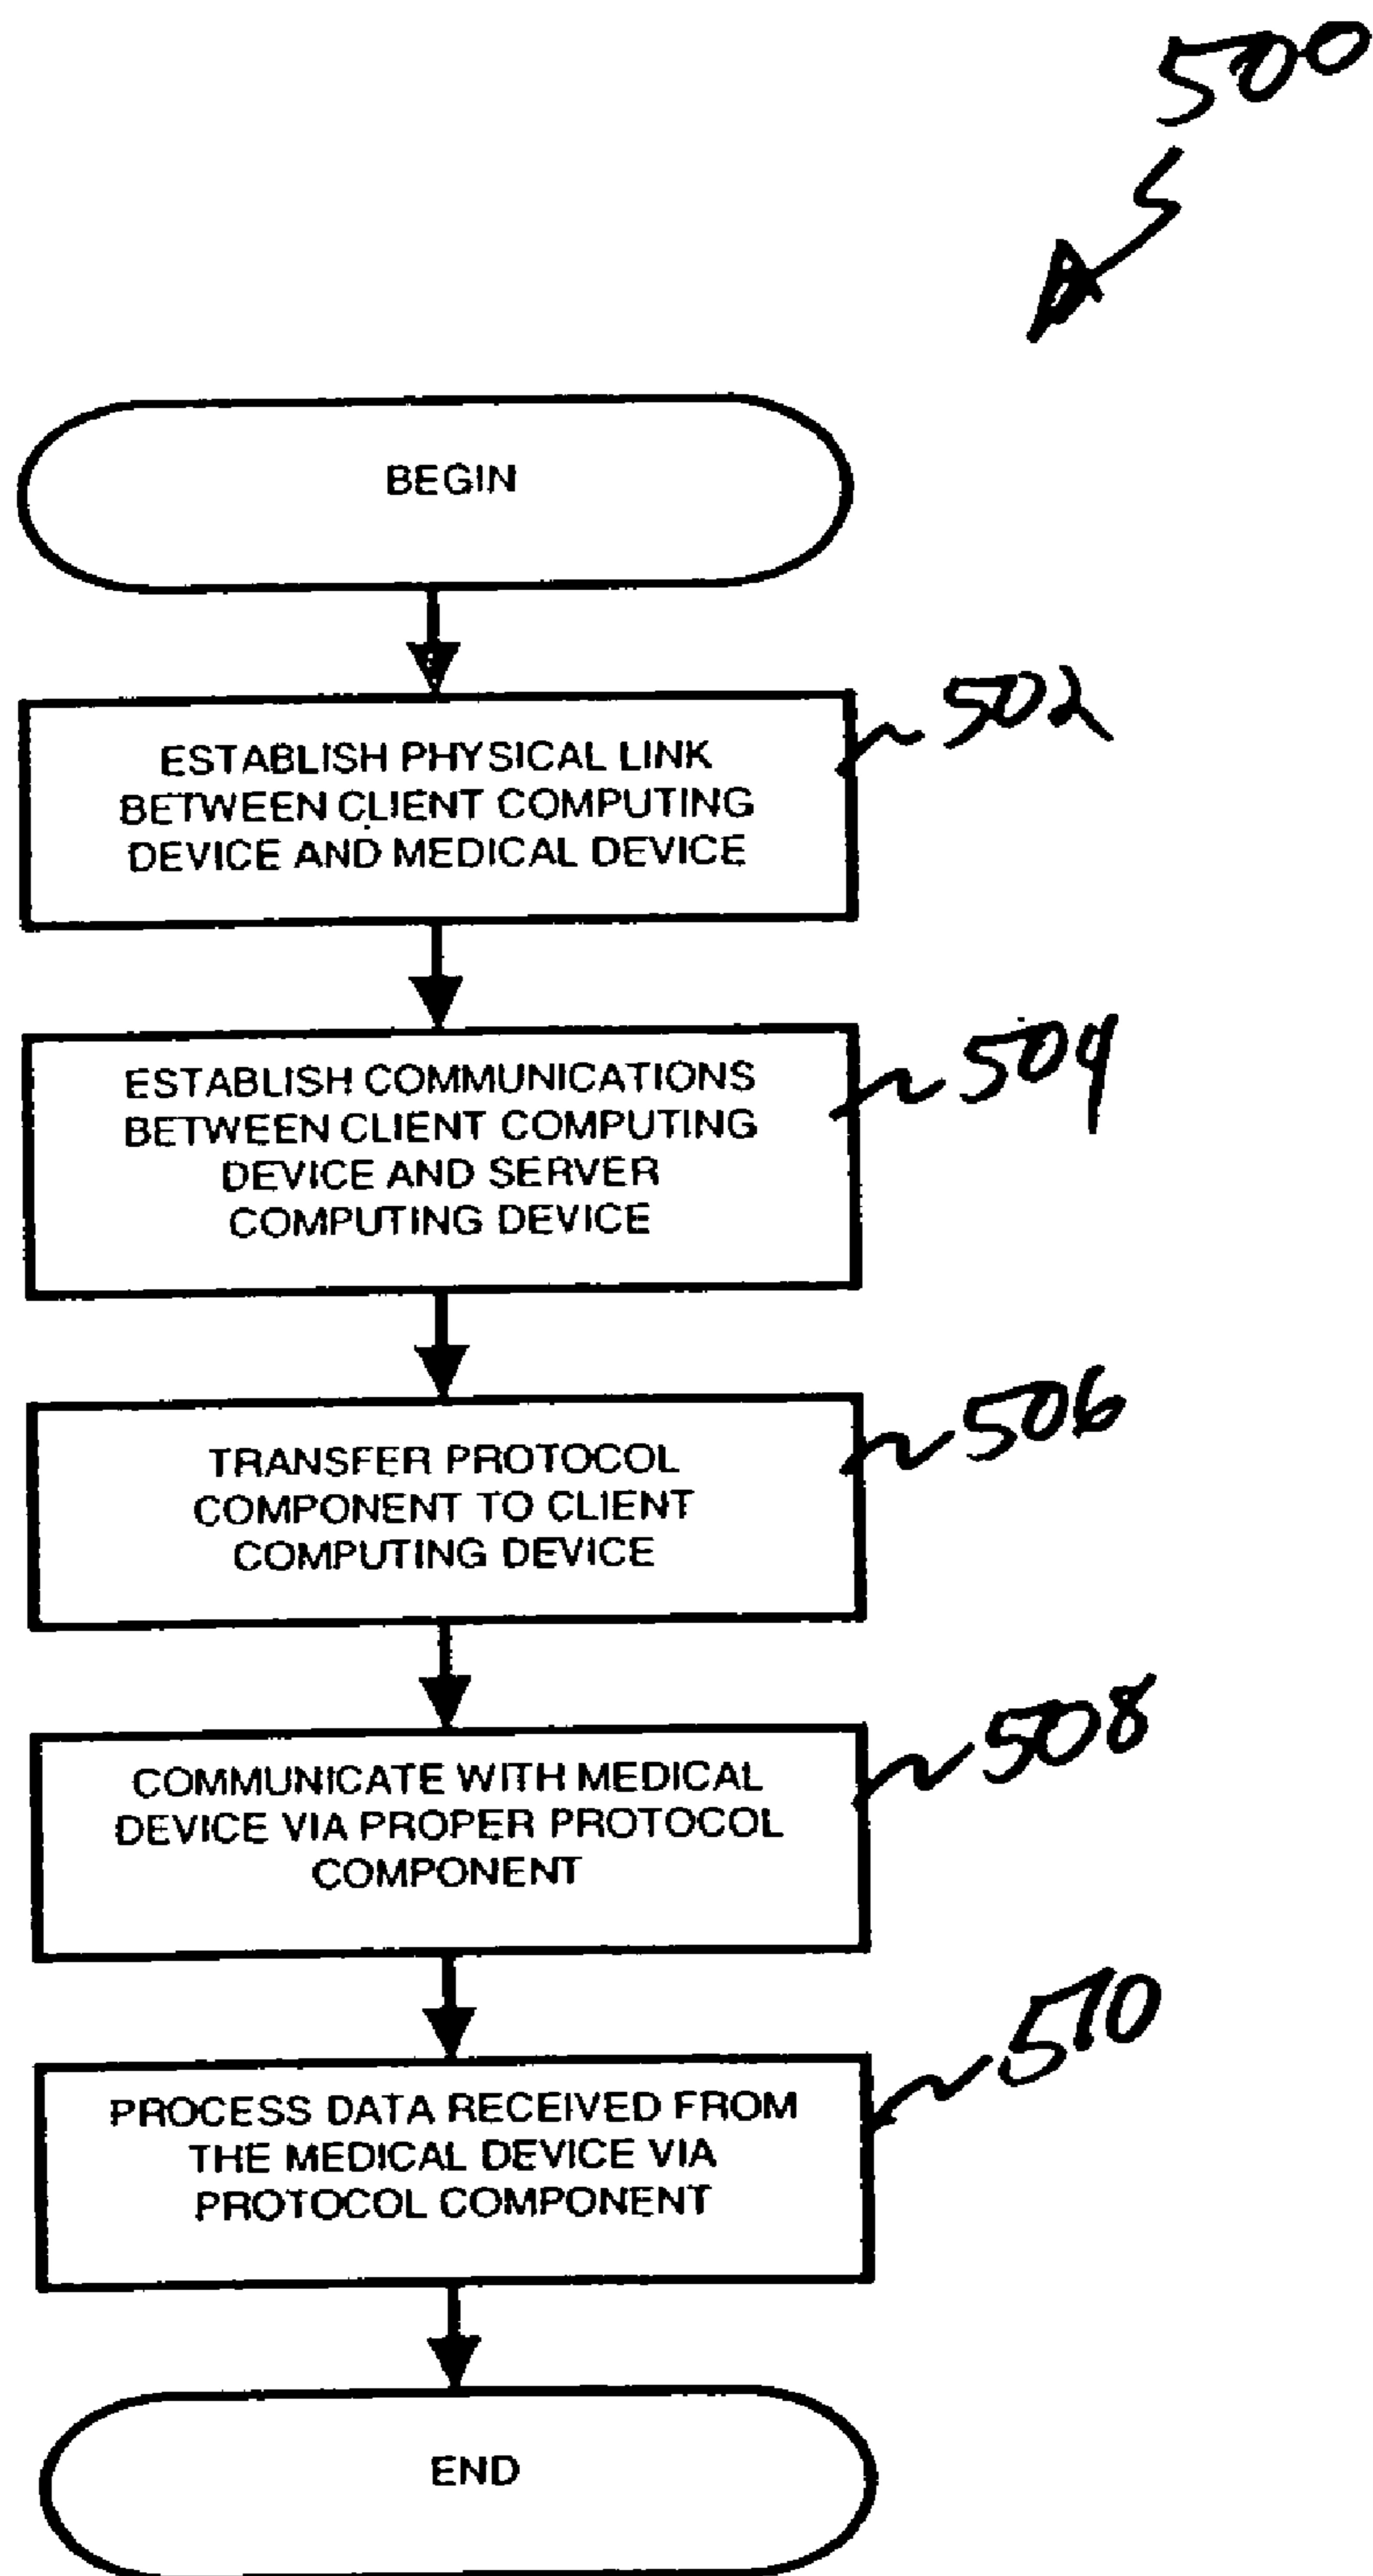 500
BEGIN
502
ESTABLISH PHYSICAL LINK
BETWEEN CLIENT COMPUTING
DEVICE AND MEDICAL DEVICE
504
ESTABLISH COMMUNICATIONS
BETWEEN CLIENT COMPUTING
DEVICE AND SERVER
COMPUTING DEVICE
506
TRANSFER PROTOCOL
COMPONENT TO CLIENT
COMPUTING DEVICE
508
COMMUNICATE WITH MEDICAL
DEVICE VIA PROPER PROTOCOL
COMPONENT
510
PROCESS DATA RECEIVED FROM
THE MEDICAL DEVICE VIA
PROTOCOL COMPONENT
END